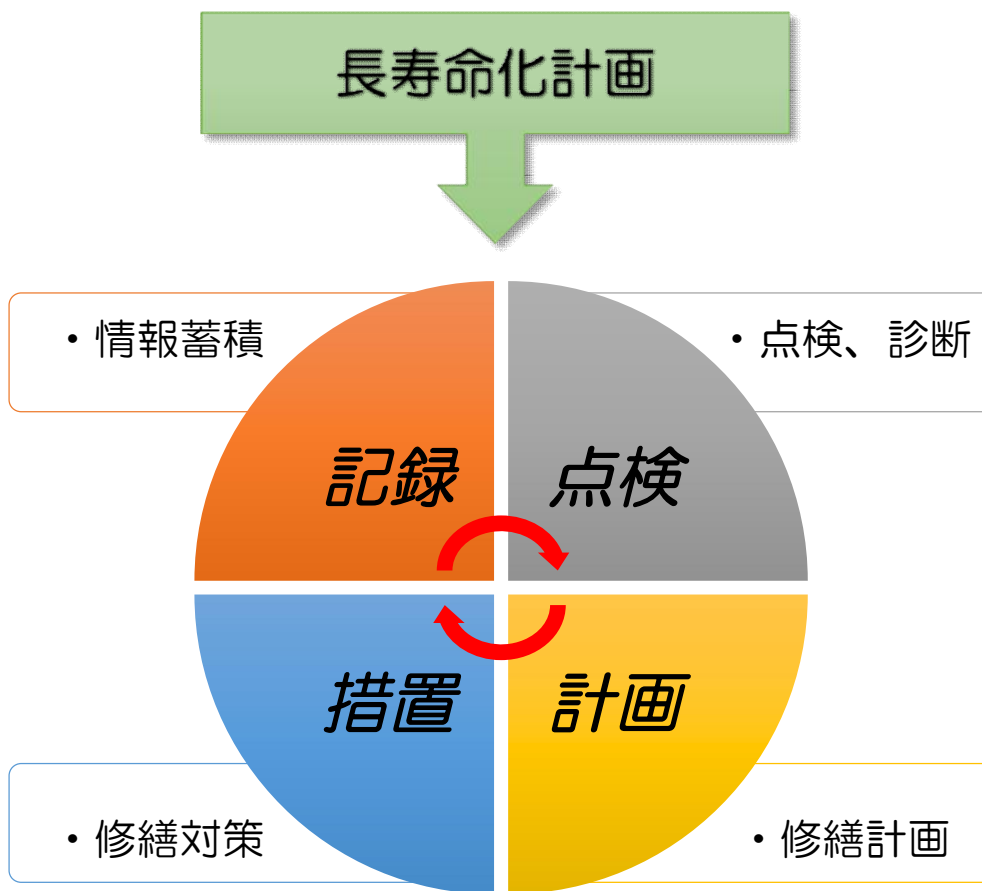 長寿命化計画
・情報蓄積
・点検、診断
記録
点検
措置
計画
・修繕対策
・修繕計画